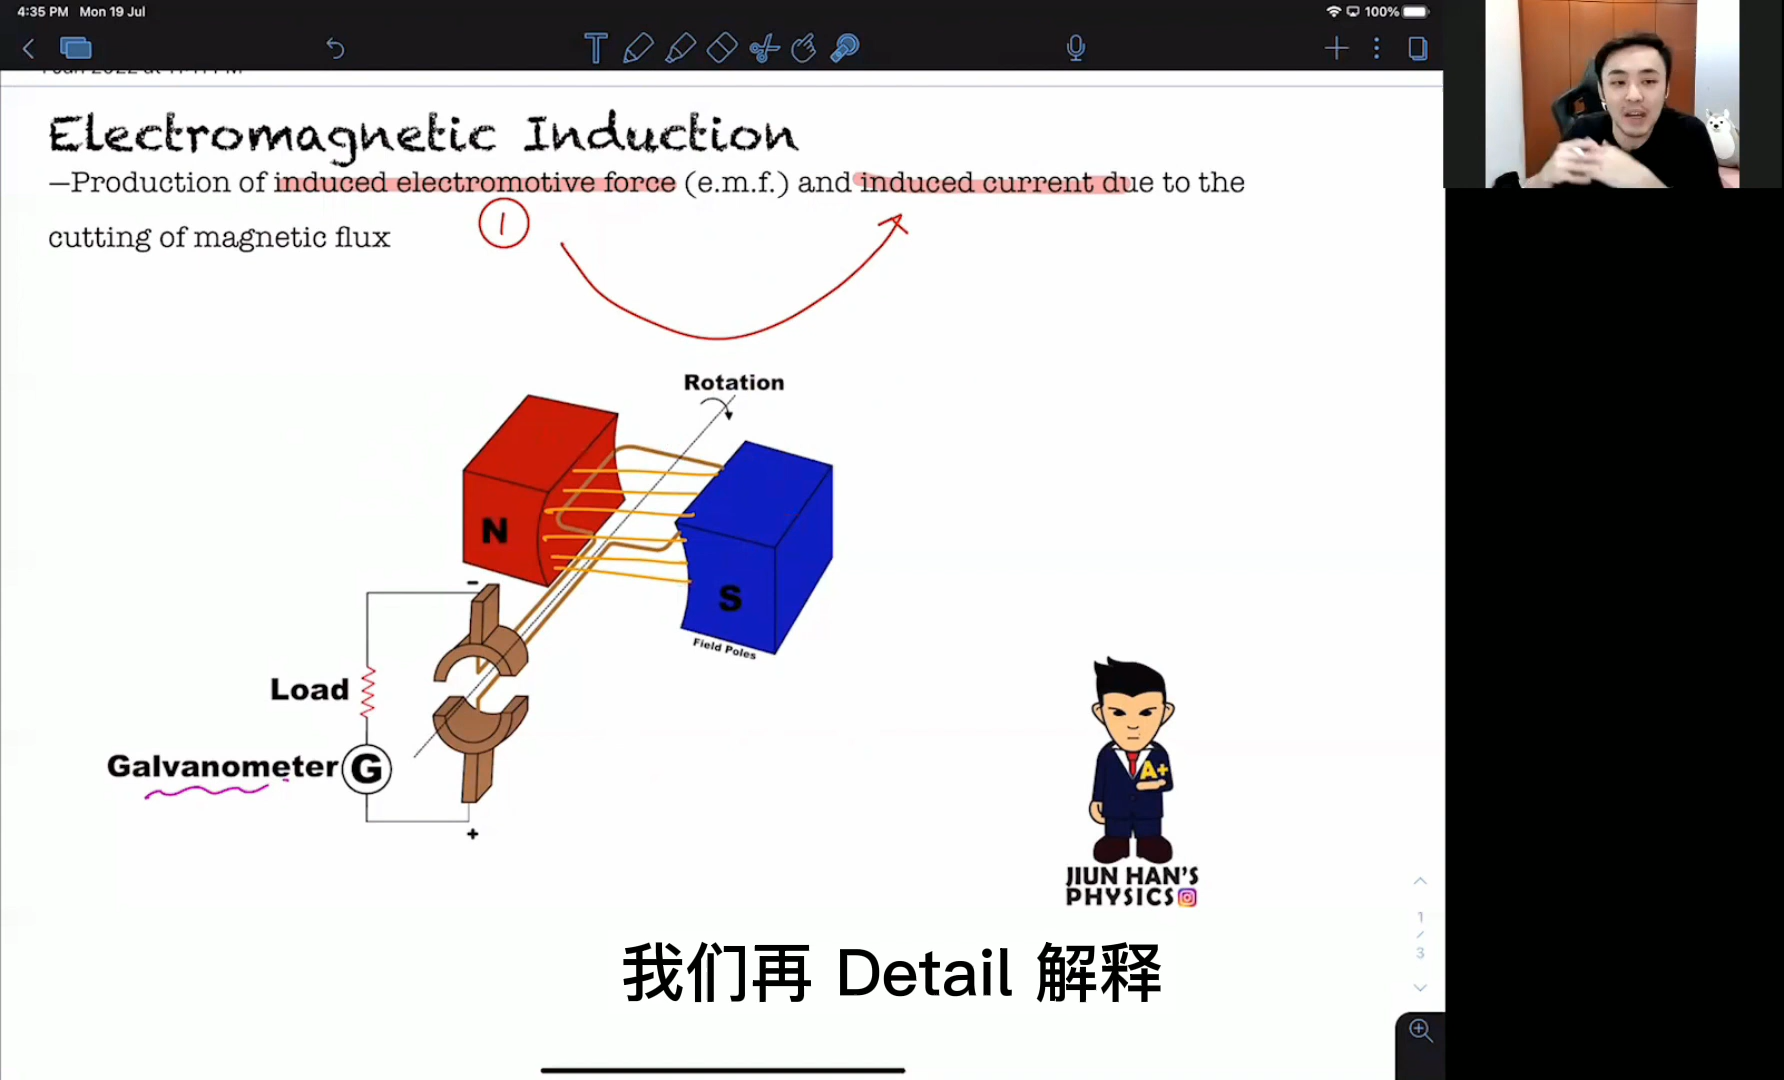 4:35 PM Mon 19 Jul
100%
Electromagnetic Induction
—Production of induced electromotive force (e.m.f.) and induced current due to the
cutting of magnetic flux
1
Rotation
N
S
Field Poles
-
Load
Galvanometer G
+
A+
JIUN HAN'S
PHYSICS
1
/
3
我们再 Detail 解释